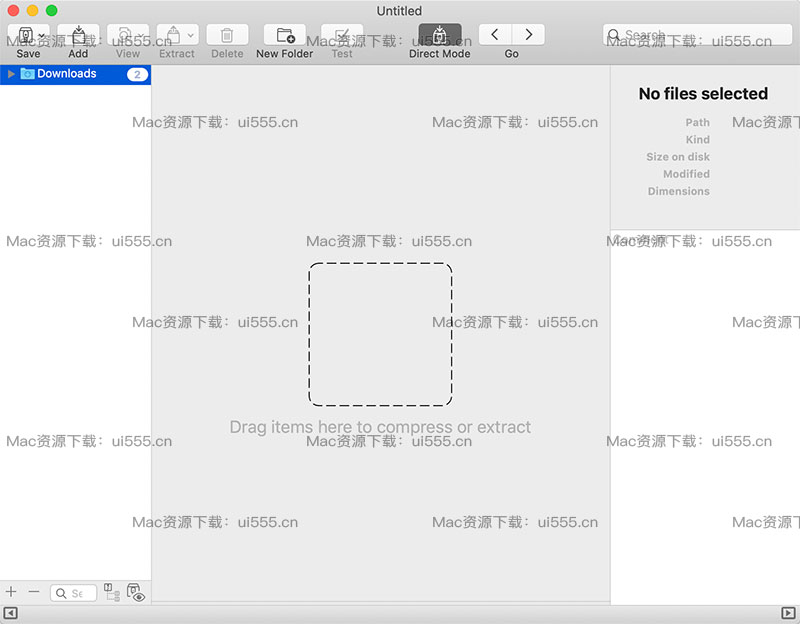 Untitled
Search
Save
Add
View
Extract
Delete
New Folder
Test
Direct Mode
Go
Mac资源下载：ui555.cn
Mac资源下载：ui555.cn
Mac资源下载：ui555.cn
Downloads
2
No files selected
Path
Kind
Size on disk
Modified
Dimensions
Mac资源下载：ui555.cn
Mac资源下载：ui555.cn
Mac资源下载
Comment
Mac资源下载：ui555.cn
Mac资源下载：ui555.cn
Mac资源下载：ui555.cn
Mac资源下载：ui555.cn
Mac资源下载：ui555.cn
Mac资源下
Drag items here to compress or extract
Mac资源下载：ui555.cn
Mac资源下载：ui555.cn
Mac资源下载：ui555.cn
Mac资源下载：ui555.cn
Mac资源下载：ui555.cn
Mac资源下
Se